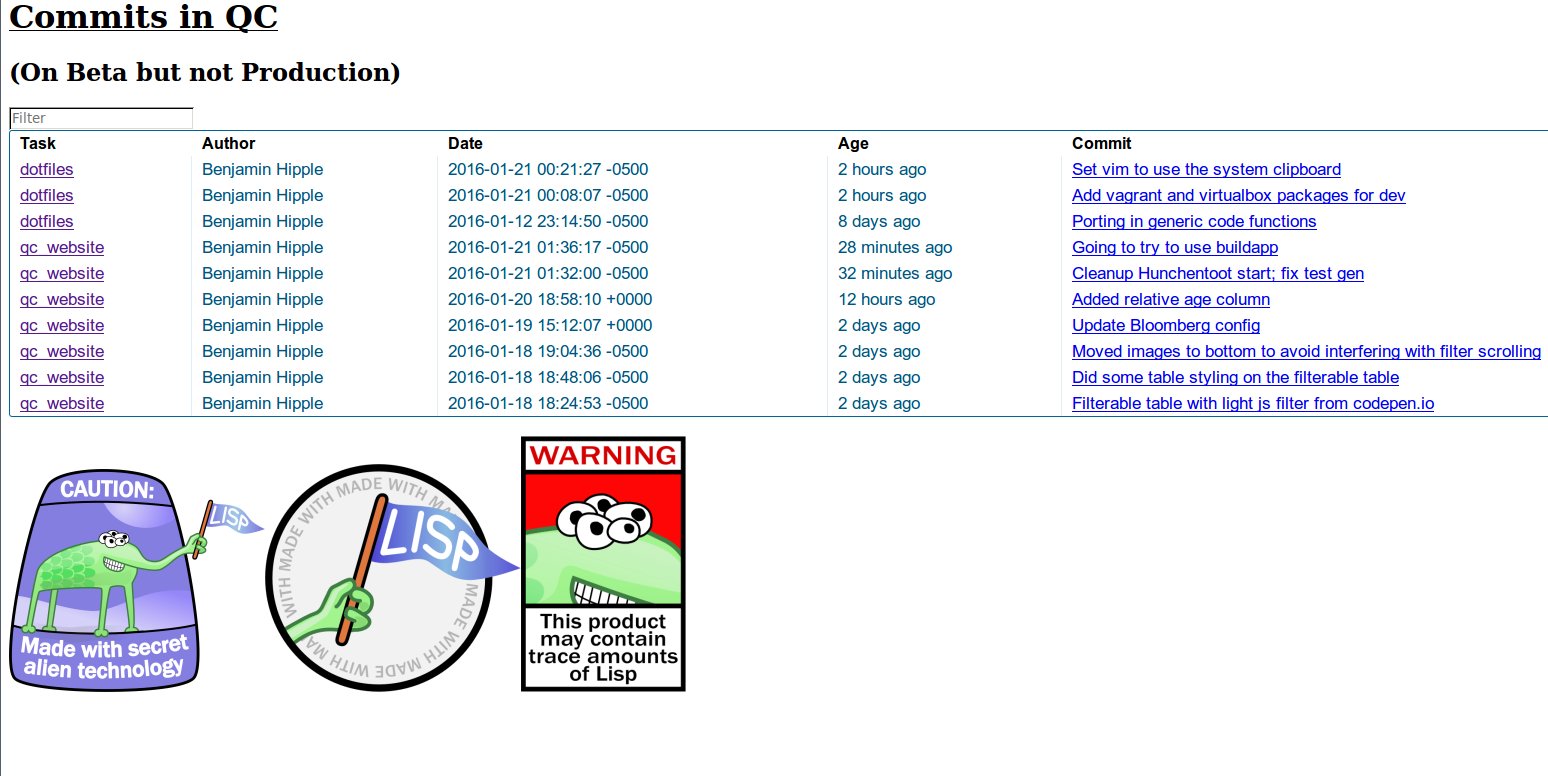 Commits in QC
(On Beta but not Production)
Filter
Task Author Date Age Commit
dotfiles Benjamin Hipple 2016-01-21 00:21:27 -0500 2 hours ago Set vim to use the system clipboard
dotfiles Benjamin Hipple 2016-01-21 00:08:07 -0500 2 hours ago Add vagrant and virtualbox packages for dev
dotfiles Benjamin Hipple 2016-01-12 23:14:50 -0500 8 days ago Porting in generic code functions
qc_website Benjamin Hipple 2016-01-21 01:36:17 -0500 28 minutes ago Going to try to use buildapp
qc_website Benjamin Hipple 2016-01-21 01:32:00 -0500 32 minutes ago Cleanup Hunchentoot start; fix test gen
qc_website Benjamin Hipple 2016-01-20 18:58:10 +0000 12 hours ago Added relative age column
qc_website Benjamin Hipple 2016-01-19 15:12:07 +0000 2 days ago Update Bloomberg config
qc_website Benjamin Hipple 2016-01-18 19:04:36 -0500 2 days ago Moved images to bottom to avoid interfering with filter scrolling
qc_website Benjamin Hipple 2016-01-18 18:48:06 -0500 2 days ago Did some table styling on the filterable table
qc_website Benjamin Hipple 2016-01-18 18:24:53 -0500 2 days ago Filterable table with light js filter from codepen.io
CAUTION:
LISP
Made with secret
alien technology
WITH MADE WITH MADE WITH MA
LISP
MADE WITH MADE WITH MADE WITH MA
WARNING
This product
may contain
trace amounts
of Lisp